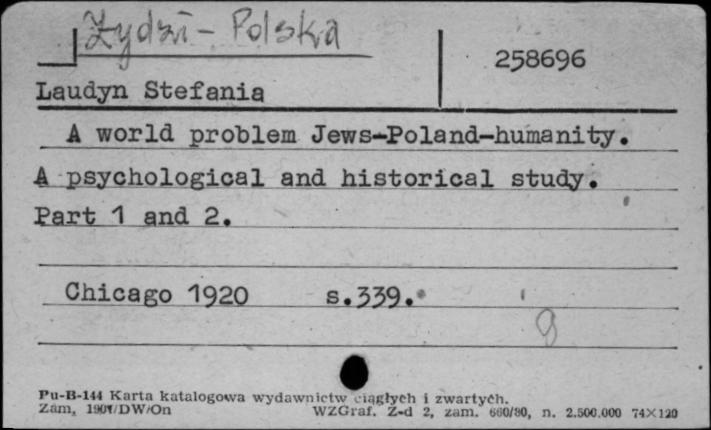 Żydzi - Polska
258696
Laudyn Stefania
A world problem Jews-Poland-humanity.
A psychological and historical study.
Part 1 and 2.
Chicago 1920 s.339.
g
Pu-B-144 Karta katalogowa wydawnictw ciągłych i zwartych.
Zam, 1901/DW/On WZGraf. Z-d 2, zam. 660/80, n. 2.500.000 74×120